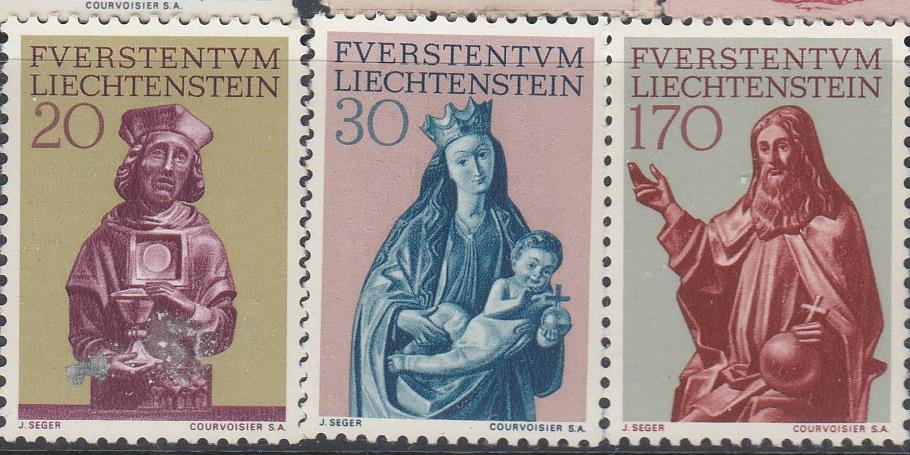 COURVOISIER S.A.
FVERSTENTVM
LIECHTENSTEIN
20
J. SEGER COURVOISIER S.A.
FVERSTENTVM
LIECHTENSTEIN
30
J. SEGER COURVOISIER S.A.
FVERSTENTVM
LIECHTENSTEIN
170
J. SEGER COURVOISIER S.A.